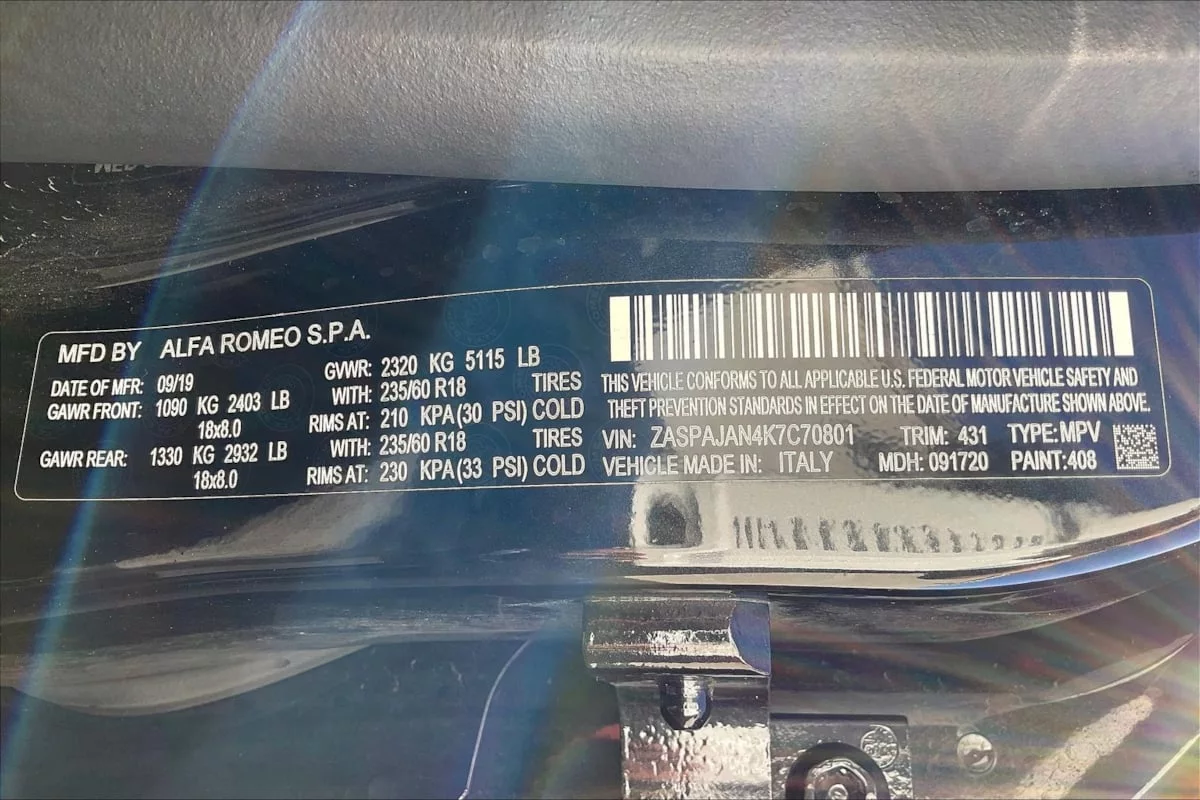 MFD BY ALFA ROMEO S.P.A.
DATE OF MFR: 09/19 GVWR: 2320 KG 5115 LB
GAWR FRONT: 1090 KG 2403 LB WITH: 235/60 R18 TIRES
18x8.0 RIMS AT: 210 KPA(30 PSI) COLD
GAWR REAR: 1330 KG 2932 LB WITH: 235/60 R18 TIRES
18x8.0 RIMS AT: 230 KPA(33 PSI) COLD
THIS VEHICLE CONFORMS TO ALL APPLICABLE U.S. FEDERAL MOTOR VEHICLE SAFETY AND
THEFT PREVENTION STANDARDS IN EFFECT ON THE DATE OF MANUFACTURE SHOWN ABOVE.
VIN: ZASPAJAN4K7C70801 TRIM: 431 TYPE: MPV
VEHICLE MADE IN: ITALY MDH: 091720 PAINT: 408